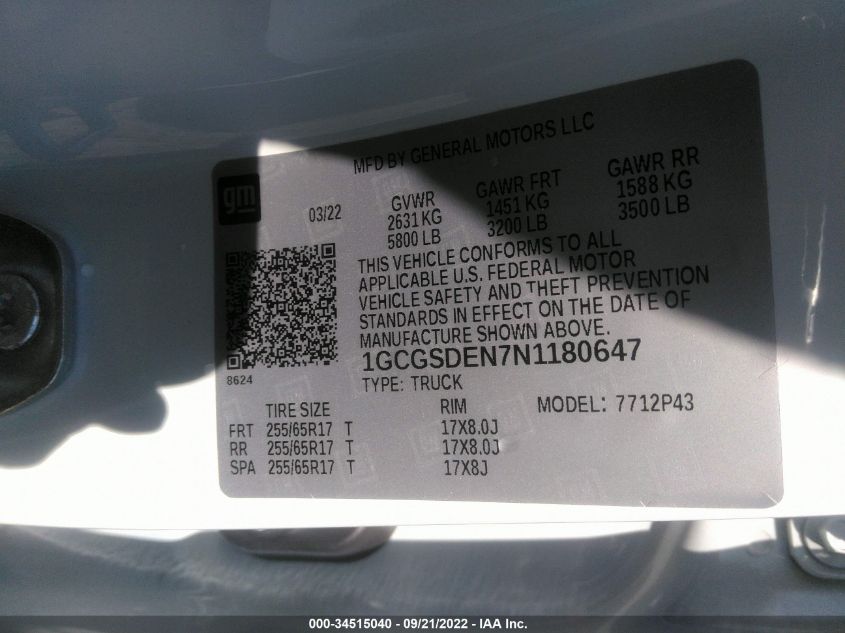 MFD BY GENERAL MOTORS LLC
gm
03/22
GVWR GAWR FRT GAWR RR
2631 KG 1451 KG 1588 KG
5800 LB 3200 LB 3500 LB
THIS VEHICLE CONFORMS TO ALL
APPLICABLE U.S. FEDERAL MOTOR
VEHICLE SAFETY AND THEFT PREVENTION
STANDARDS IN EFFECT ON THE DATE OF
MANUFACTURE SHOWN ABOVE.
1GCGSDEN7N1180647
8624
TYPE: TRUCK
MODEL: 7712P43
TIRE SIZE RIM
FRT 255/65R17 T 17X8.0J
RR 255/65R17 T 17X8.0J
SPA 255/65R17 T 17X8J
000-34515040 - 09/21/2022 - IAA Inc.